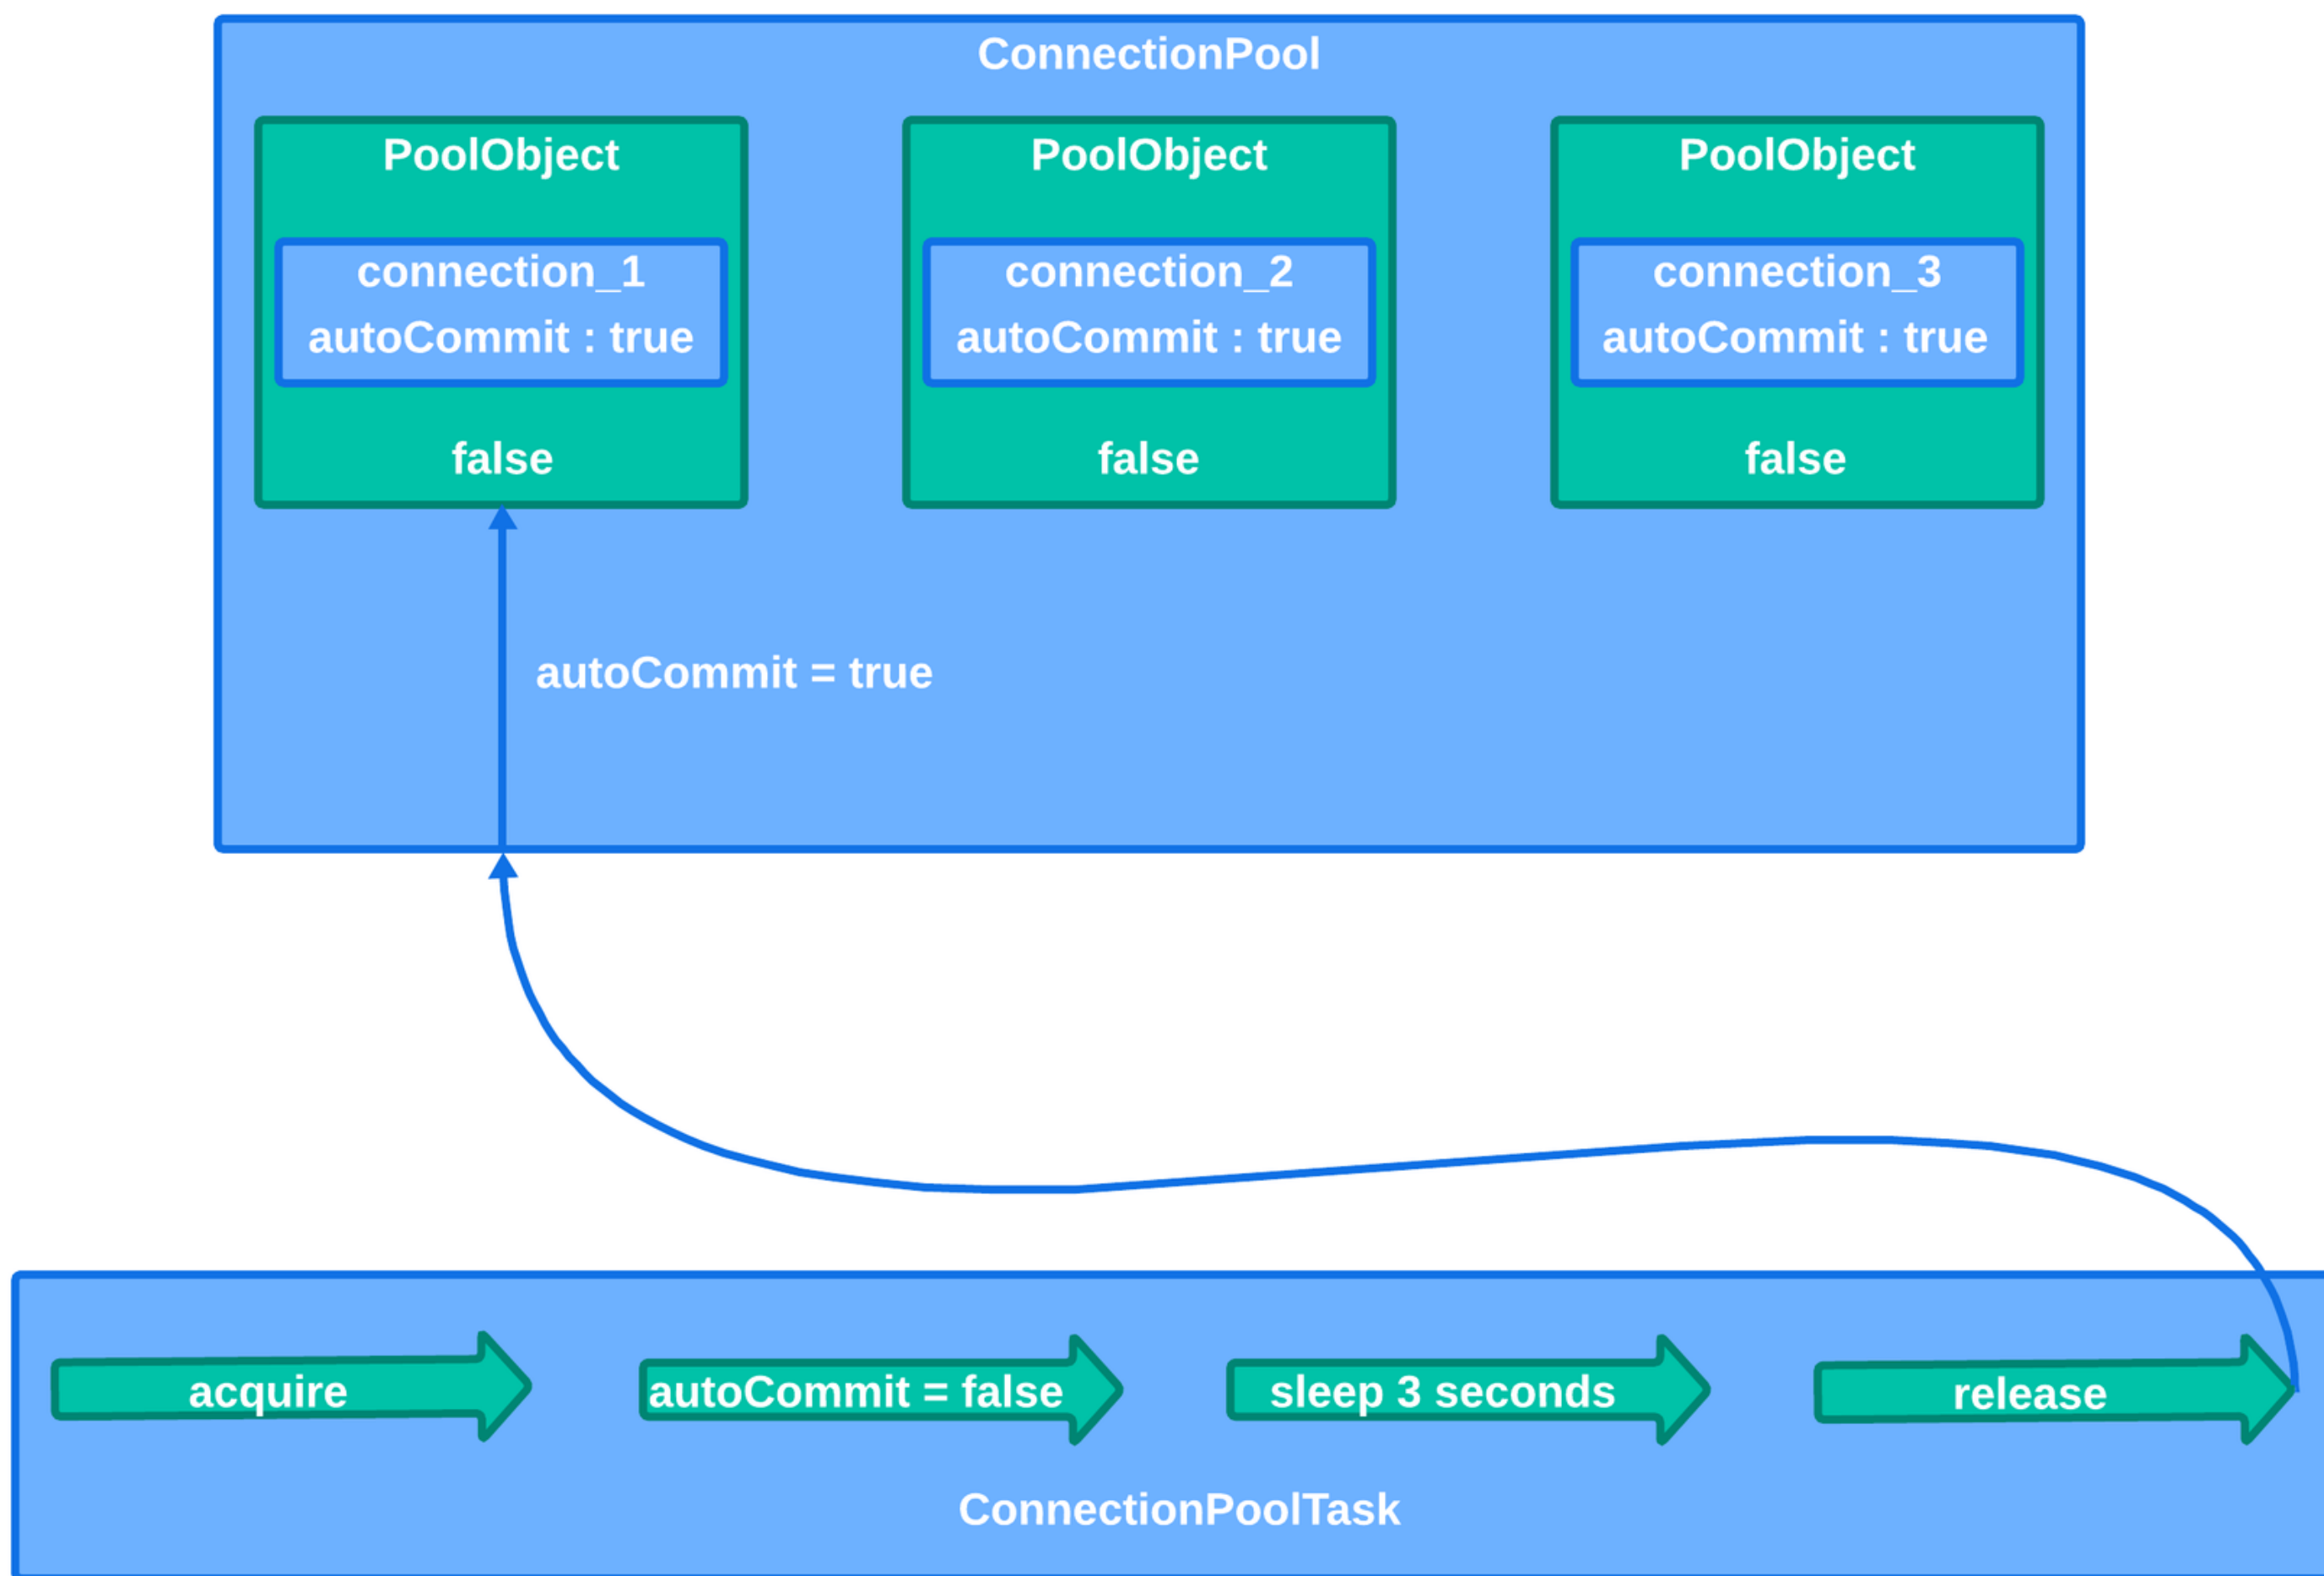 ConnectionPool
PoolObject
connection_1
autoCommit : true
false
PoolObject
connection_2
autoCommit : true
false
PoolObject
connection_3
autoCommit : true
false
autoCommit = true
acquire
autoCommit = false
sleep 3 seconds
release
ConnectionPoolTask